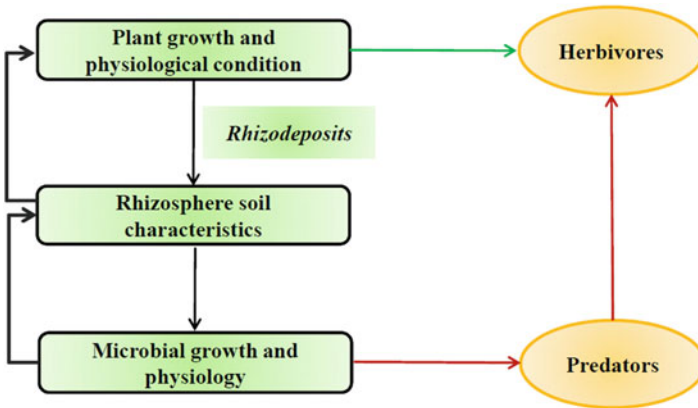 Plant growth and
physiological condition
Herbivores
Rhizodeposits
Rhizosphere soil
characteristics
Microbial growth and
physiology
Predators